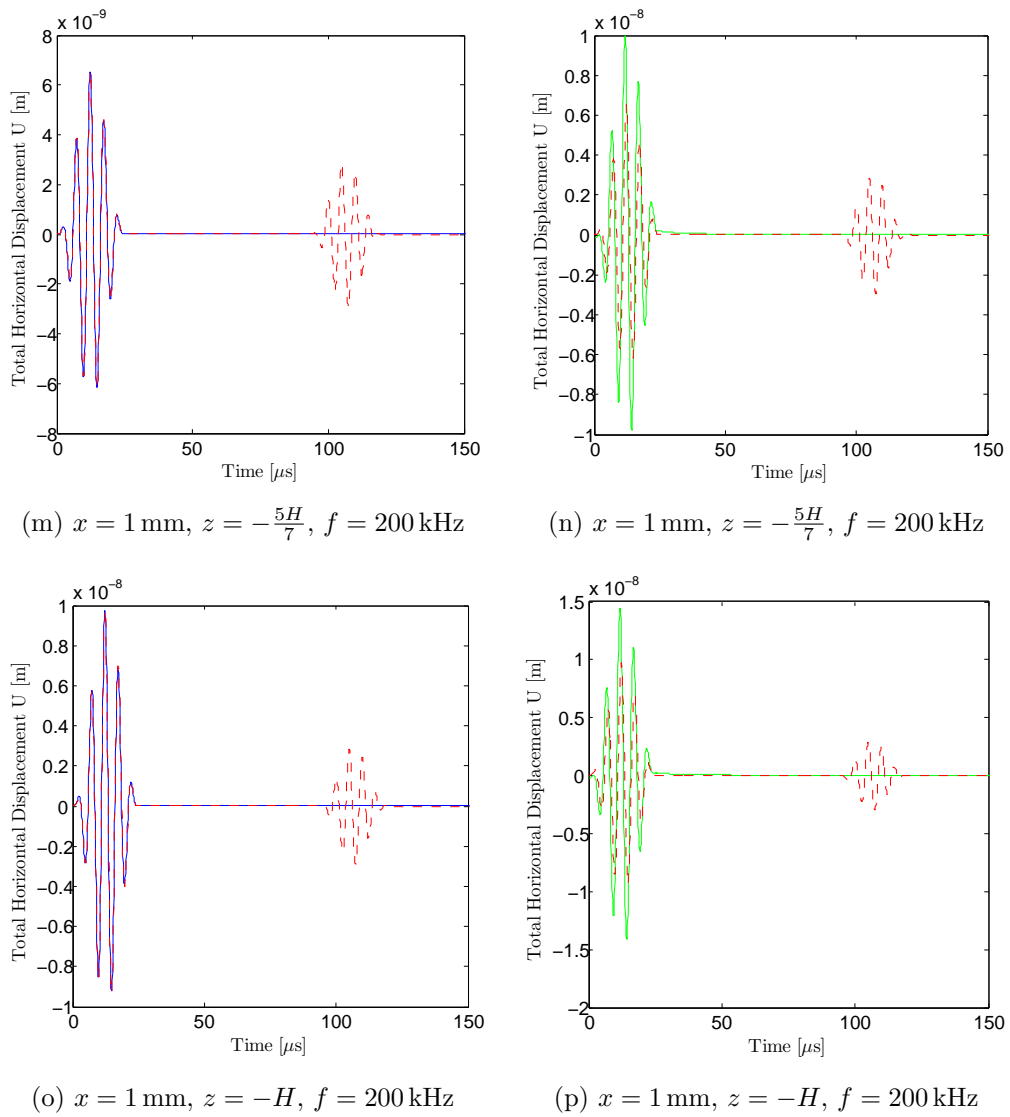 x 10⁻⁹
8
6
4
2
0
−2
−4
−6
−8
0 50 100 150
Total Horizontal Displacement U [m]
Time [μs]
(m) x = 1 mm, z = −5H/7, f = 200 kHz
x 10⁻⁸
1
0.8
0.6
0.4
0.2
0
−0.2
−0.4
−0.6
−0.8
−1
0 50 100 150
Total Horizontal Displacement U [m]
Time [μs]
(n) x = 1 mm, z = −5H/7, f = 200 kHz
x 10⁻⁸
1
0.8
0.6
0.4
0.2
0
−0.2
−0.4
−0.6
−0.8
−1
0 50 100 150
Total Horizontal Displacement U [m]
Time [μs]
(o) x = 1 mm, z = −H, f = 200 kHz
x 10⁻⁸
1.5
1
0.5
0
−0.5
−1
−1.5
−2
0 50 100 150
Total Horizontal Displacement U [m]
Time [μs]
(p) x = 1 mm, z = −H, f = 200 kHz